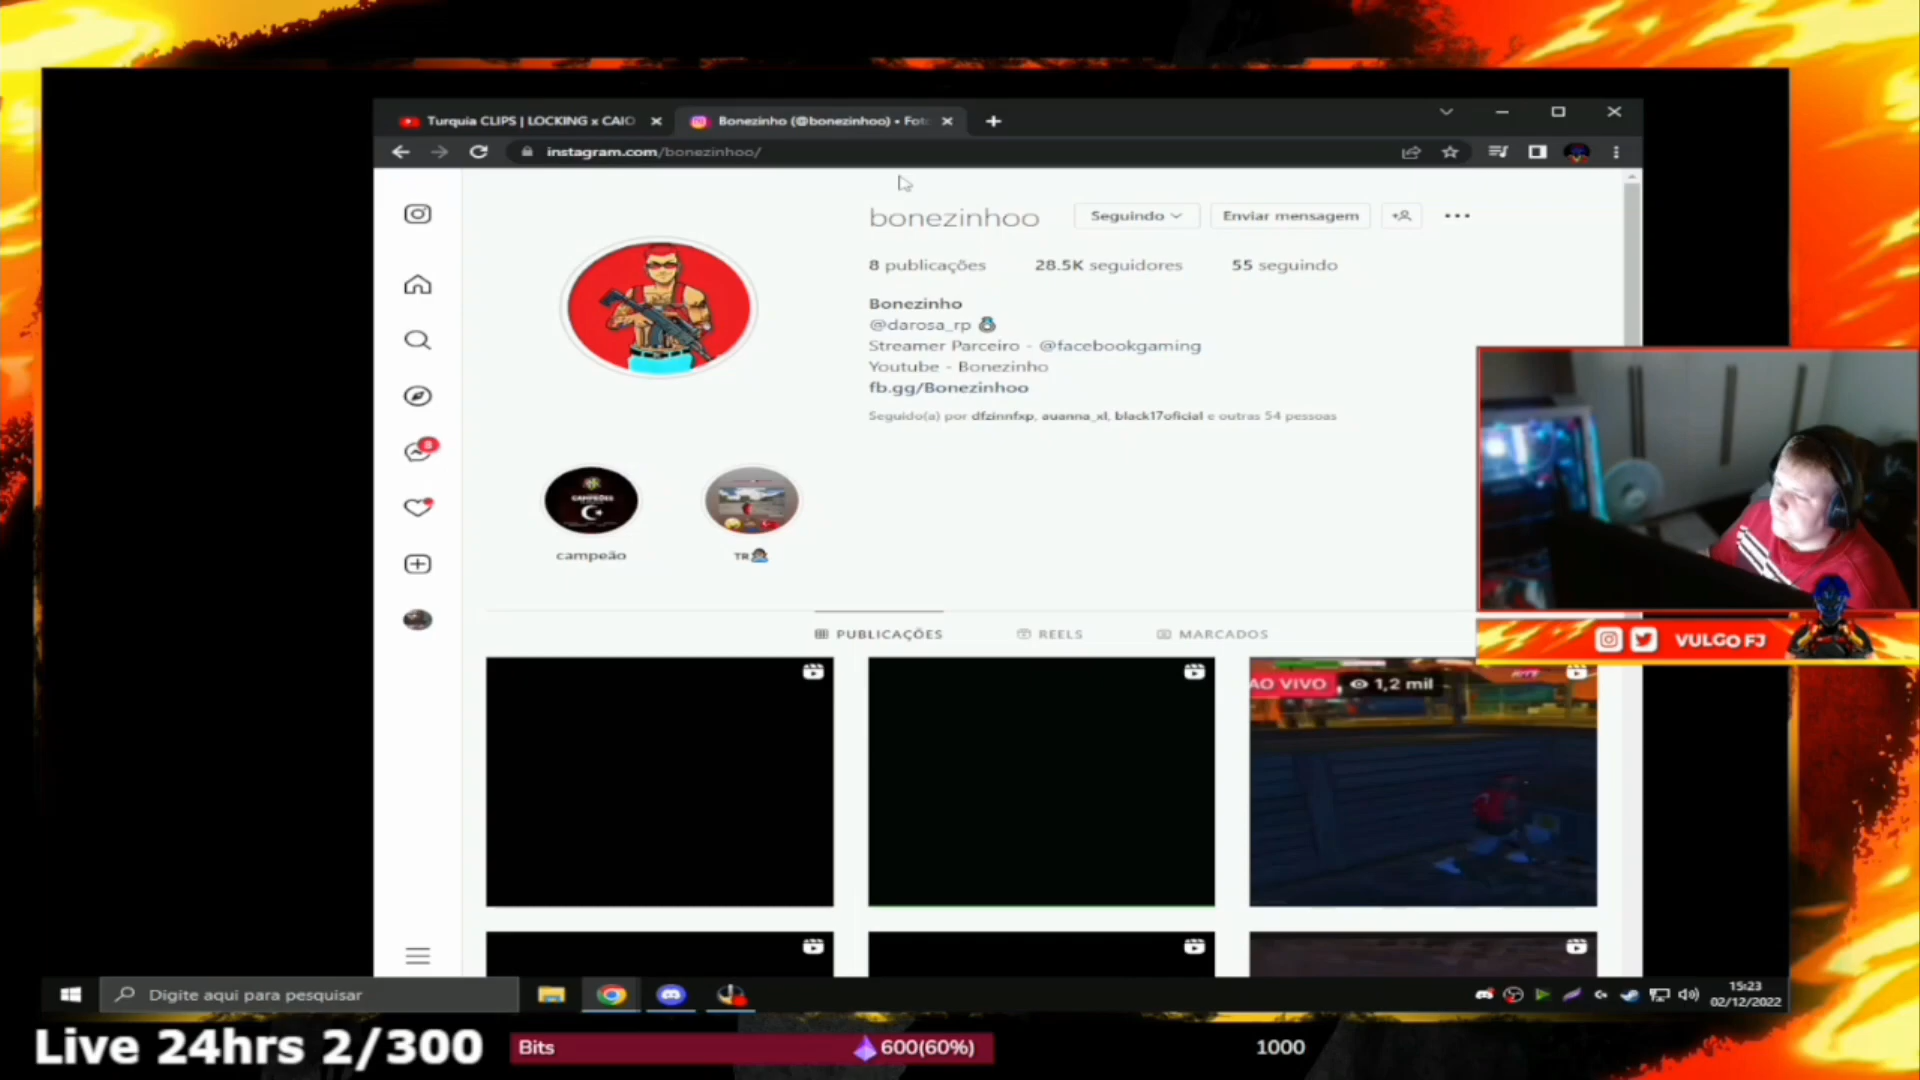 Turquia CLIPS | LOCKING x CAIO
Bonezinho (@bonezinhoo) • Foto
instagram.com/bonezinhoo/
bonezinhoo
Seguindo
Enviar mensagem
8 publicações
28.5K seguidores
55 seguindo
Bonezinho
@darosa_rp
Streamer Parceiro - @facebookgaming
Youtube - Bonezinho
fb.gg/Bonezinhoo
Seguido(a) por dfzinnfxp, auanna_xl, black17oficial e outras 54 pessoas
8
CAMPEÕES
campeão
TR
PUBLICAÇÕES
REELS
MARCADOS
VULGO FJ
AO VIVO
1,2 mil
Digite aqui para pesquisar
15:23
02/12/2022
Live 24hrs 2/300
Bits
600(60%)
1000